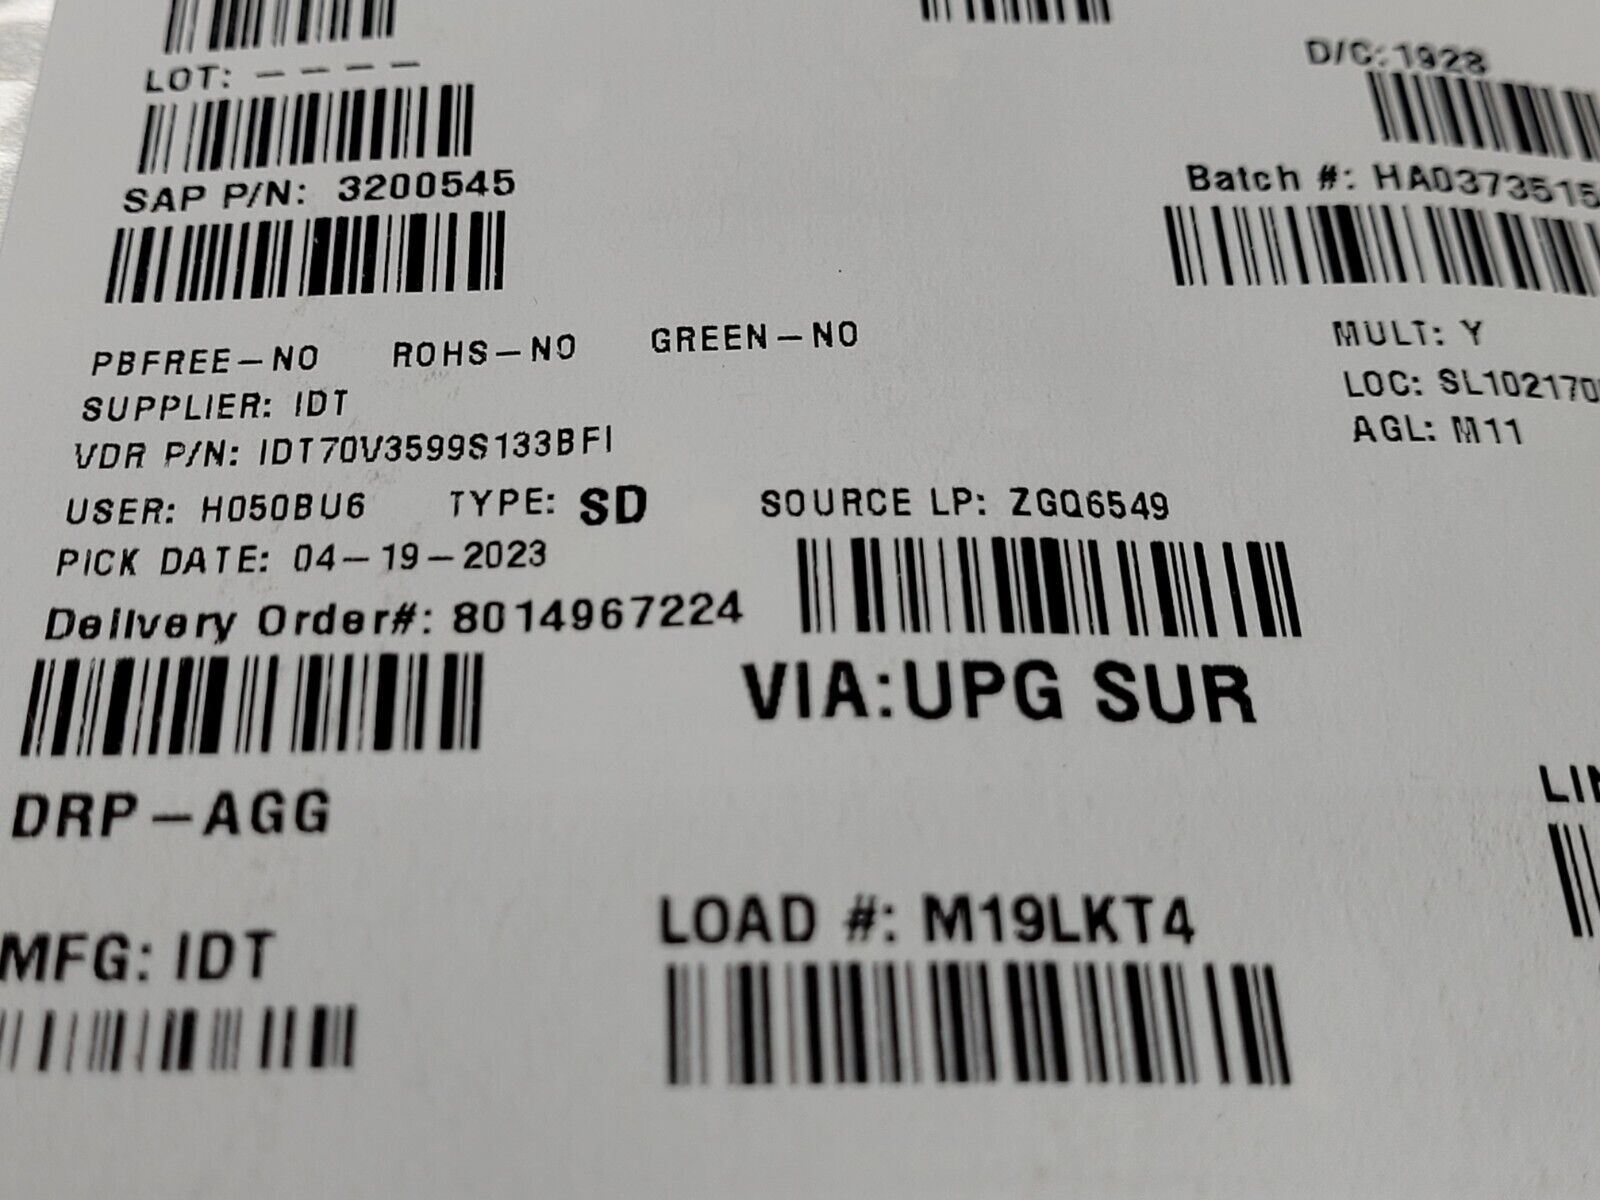 LOT: – – – –
D/C: 1928
SAP P/N: 3200545
Batch #: HA0373515
PBFREE–NO ROHS–NO GREEN–NO
MULT: Y
SUPPLIER: IDT
LOC: SL102170
VDR P/N: IDT70V3599S133BFI
AGL: M11
USER: H050BU6 TYPE: SD SOURCE LP: ZGQ6549
PICK DATE: 04–19–2023
Delivery Order#: 8014967224
VIA:UPG SUR
DRP–AGG
LOAD #: M19LKT4
MFG: IDT